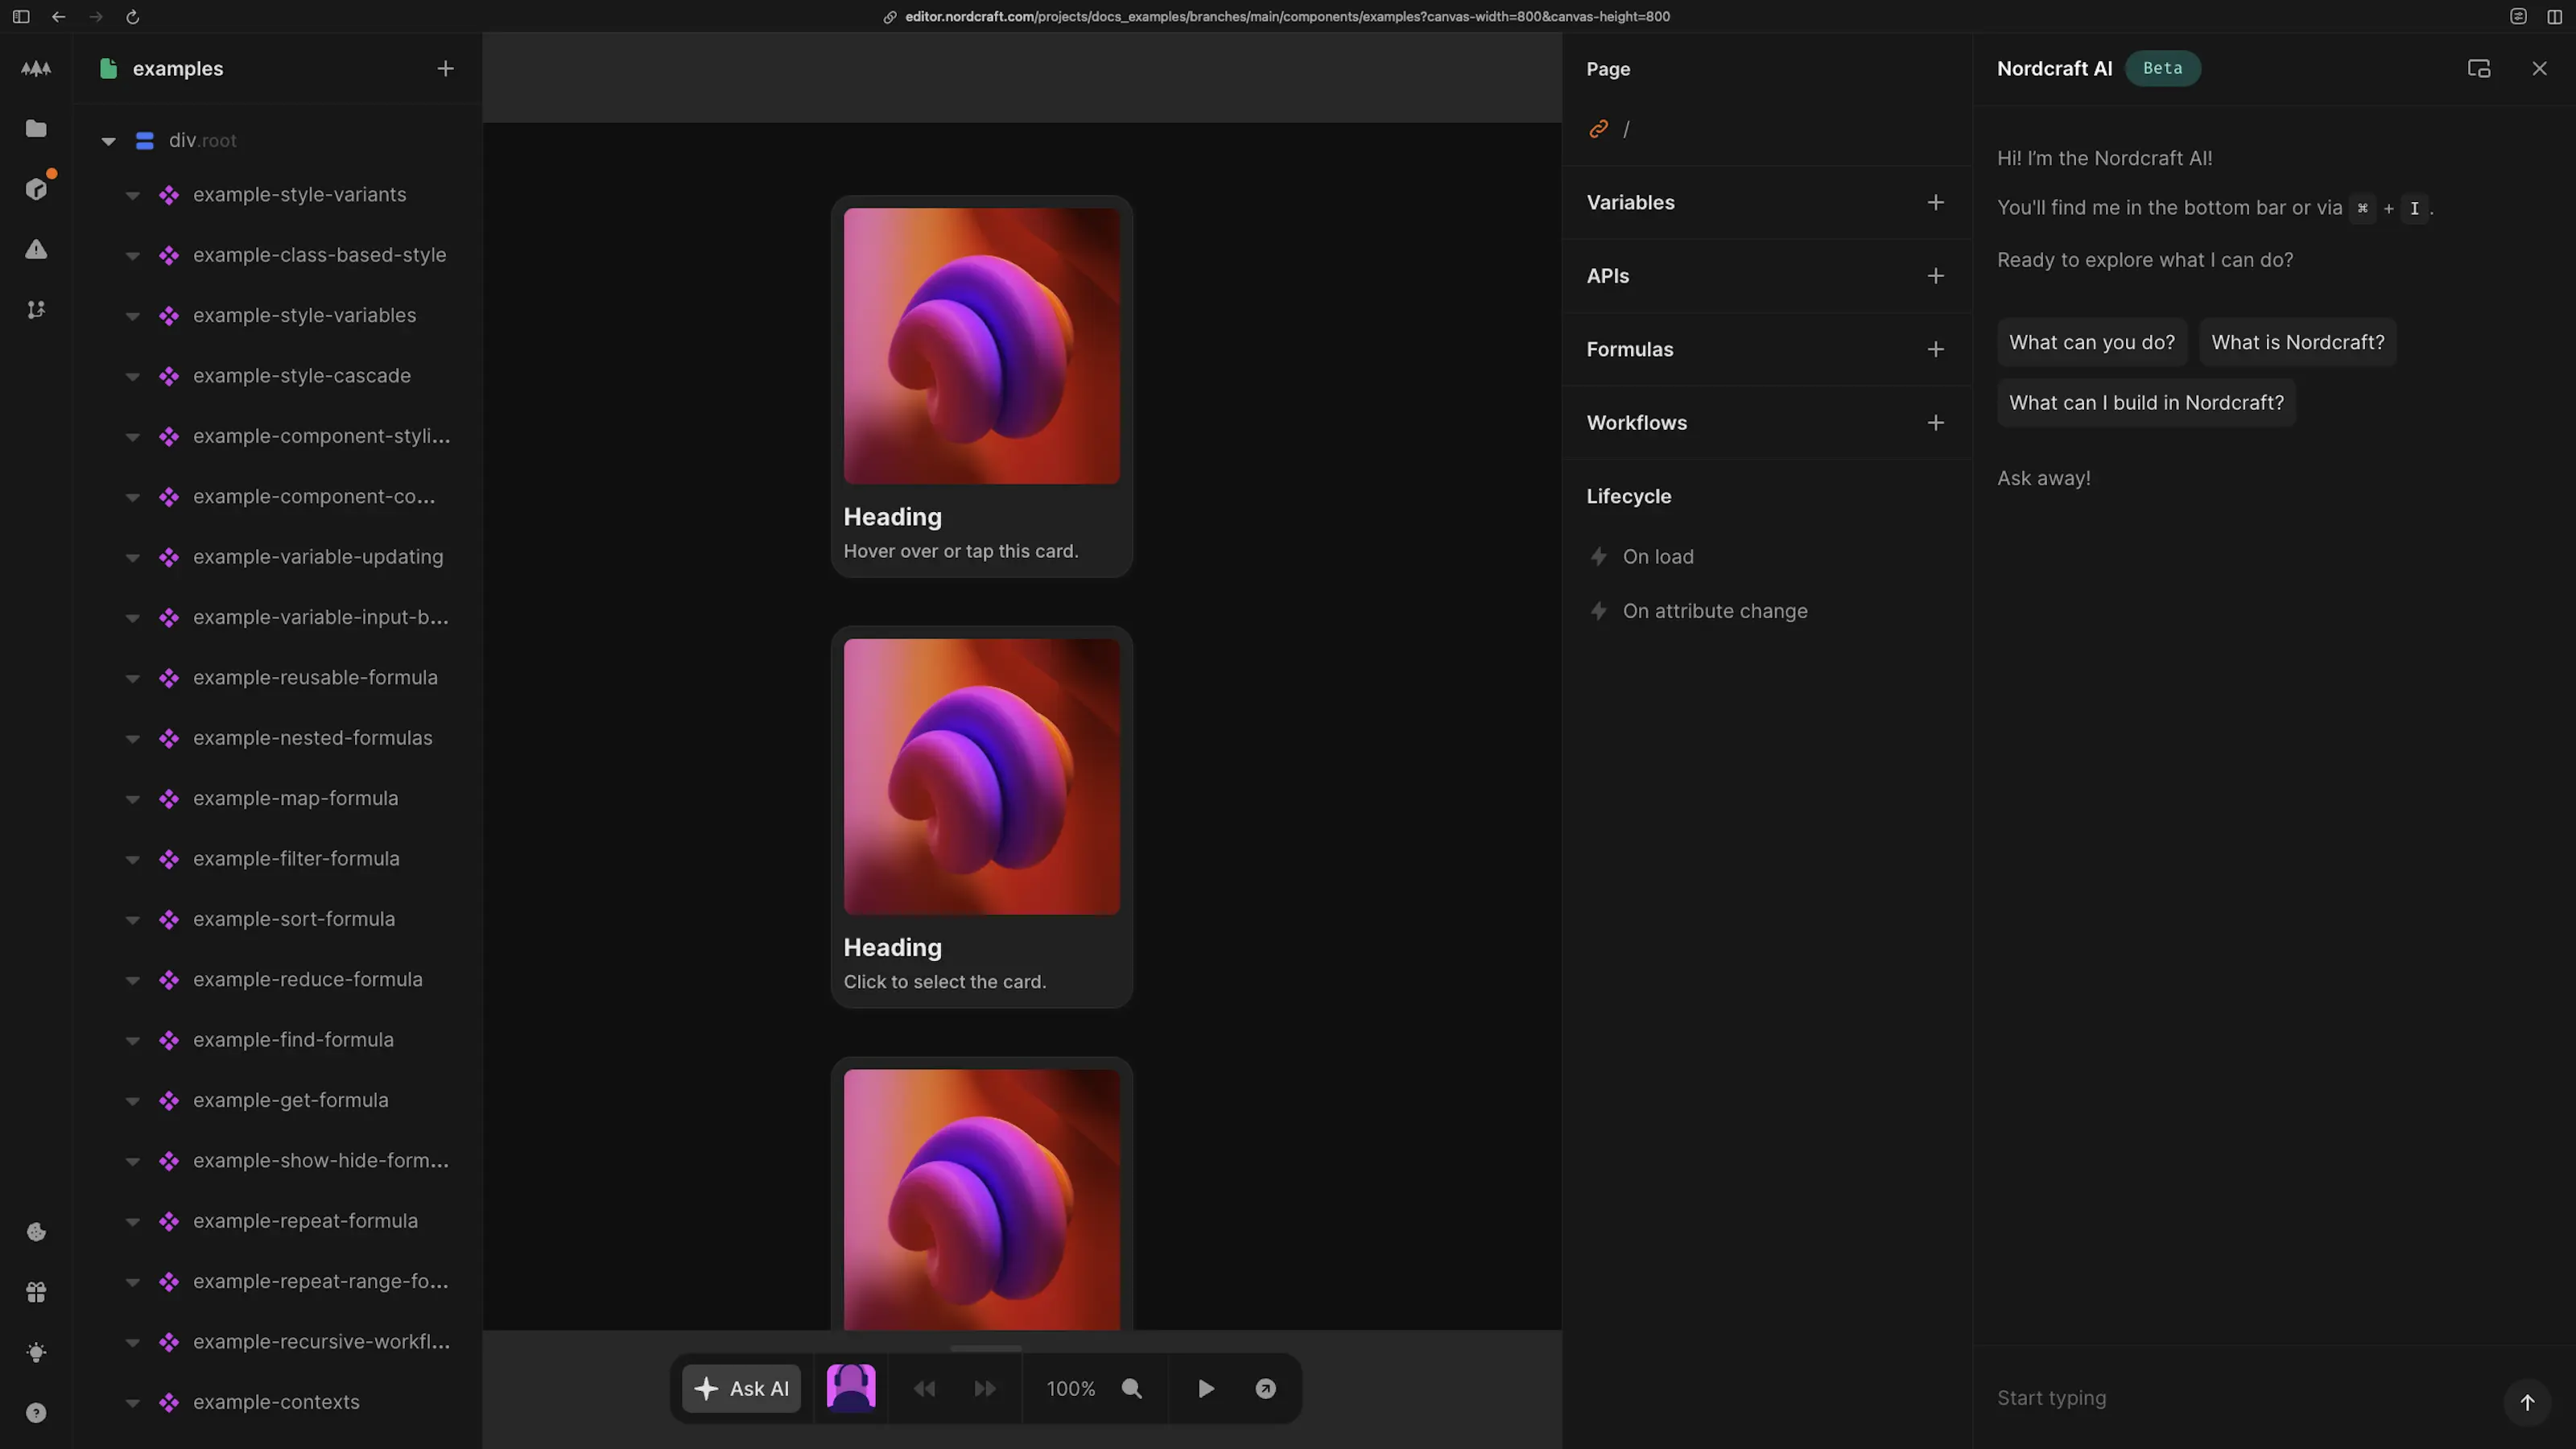 editor.nordcraft.com/projects/docs_examples/branches/main/components/examples?canvas-width=800&canvas-height=800
examples
div.root
example-style-variants
example-class-based-style
example-style-variables
example-style-cascade
example-component-styli...
example-component-co...
example-variable-updating
example-variable-input-b...
example-reusable-formula
example-nested-formulas
example-map-formula
example-filter-formula
example-sort-formula
example-reduce-formula
example-find-formula
example-get-formula
example-show-hide-form...
example-repeat-formula
example-repeat-range-fo...
example-recursive-workfl...
example-contexts
Heading
Hover over or tap this card.
Heading
Click to select the card.
Ask AI
100%
Page
/
Variables
APIs
Formulas
Workflows
Lifecycle
On load
On attribute change
Nordcraft AI Beta
Hi! I’m the Nordcraft AI!
You'll find me in the bottom bar or via ⌘ + I.
Ready to explore what I can do?
What can you do? What is Nordcraft?
What can I build in Nordcraft?
Ask away!
Start typing